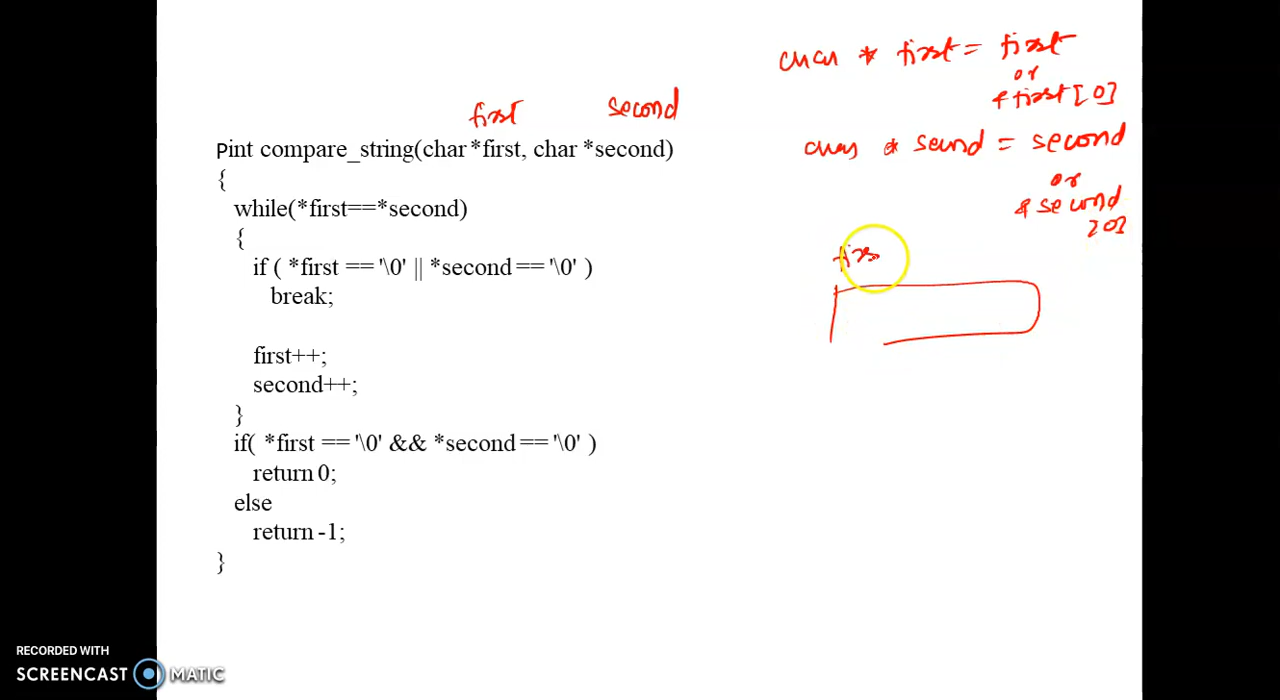 char * first = first
or
&first[0]
first second
Pint compare_string(char *first, char *second)
char * second = second
or
&second
[0]
{
while(*first==*second)
{
if ( *first == '\0' || *second == '\0' )
break;
firs
first++;
second++;
}
if( *first == '\0' && *second == '\0' )
return 0;
else
return -1;
}
RECORDED WITH
SCREENCAST MATIC